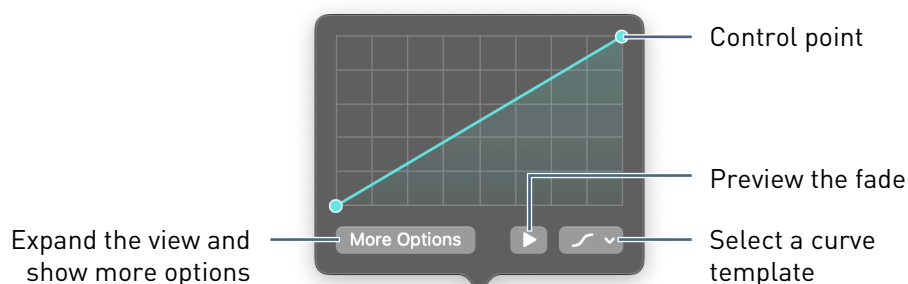 Control point
Preview the fade
Expand the view and
show more options
More Options
Select a curve
template